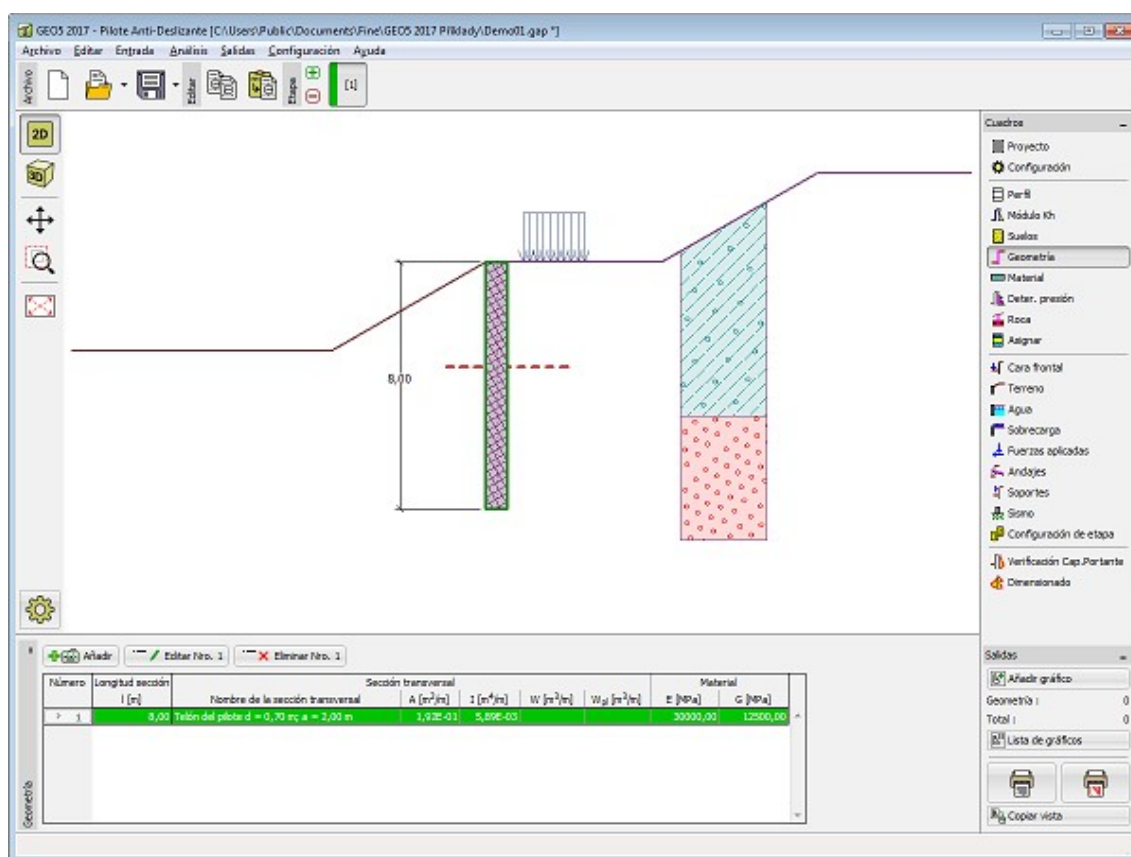 GEO5 2017 - Pilote Anti-Deslizante [C:\Users\Public\Documents\Fine\GEO5 2017 Piiklady\Demo01.gap *]
Archivo Editar Entrada Análisis Salidas Configuración Ayuda
Archivo
Editar
Etapa
[1]
2D
3D
8,00
Cuadros
Proyecto
Configuración
Perfil
Módulo Kh
Suelos
Geometría
Material
Deter. presión
Roca
Asignar
Cara frontal
Terreno
Agua
Sobrecarga
Fuerzas aplicadas
Andajes
Soportes
Sismo
Configuración de etapa
Verificación Cap.Portante
Dimensionado
Salidas
Añadir gráfico
Geometría : 0
Total : 0
Lista de gráficos
Copiar vista
Geometría
Añadir Editar Nro. 1 Eliminar Nro. 1
Número Longitud sección Sección transversal Material
l [m] Nombre de la sección transversal A [m²/m] I [m⁴/m] W [m³/m] Wpl [m³/m] E [MPa] G [MPa]
> 1 8,00 Telón del pilote d = 0,70 m; a = 2,00 m 1,92E-01 5,89E-03 30000,00 12500,00